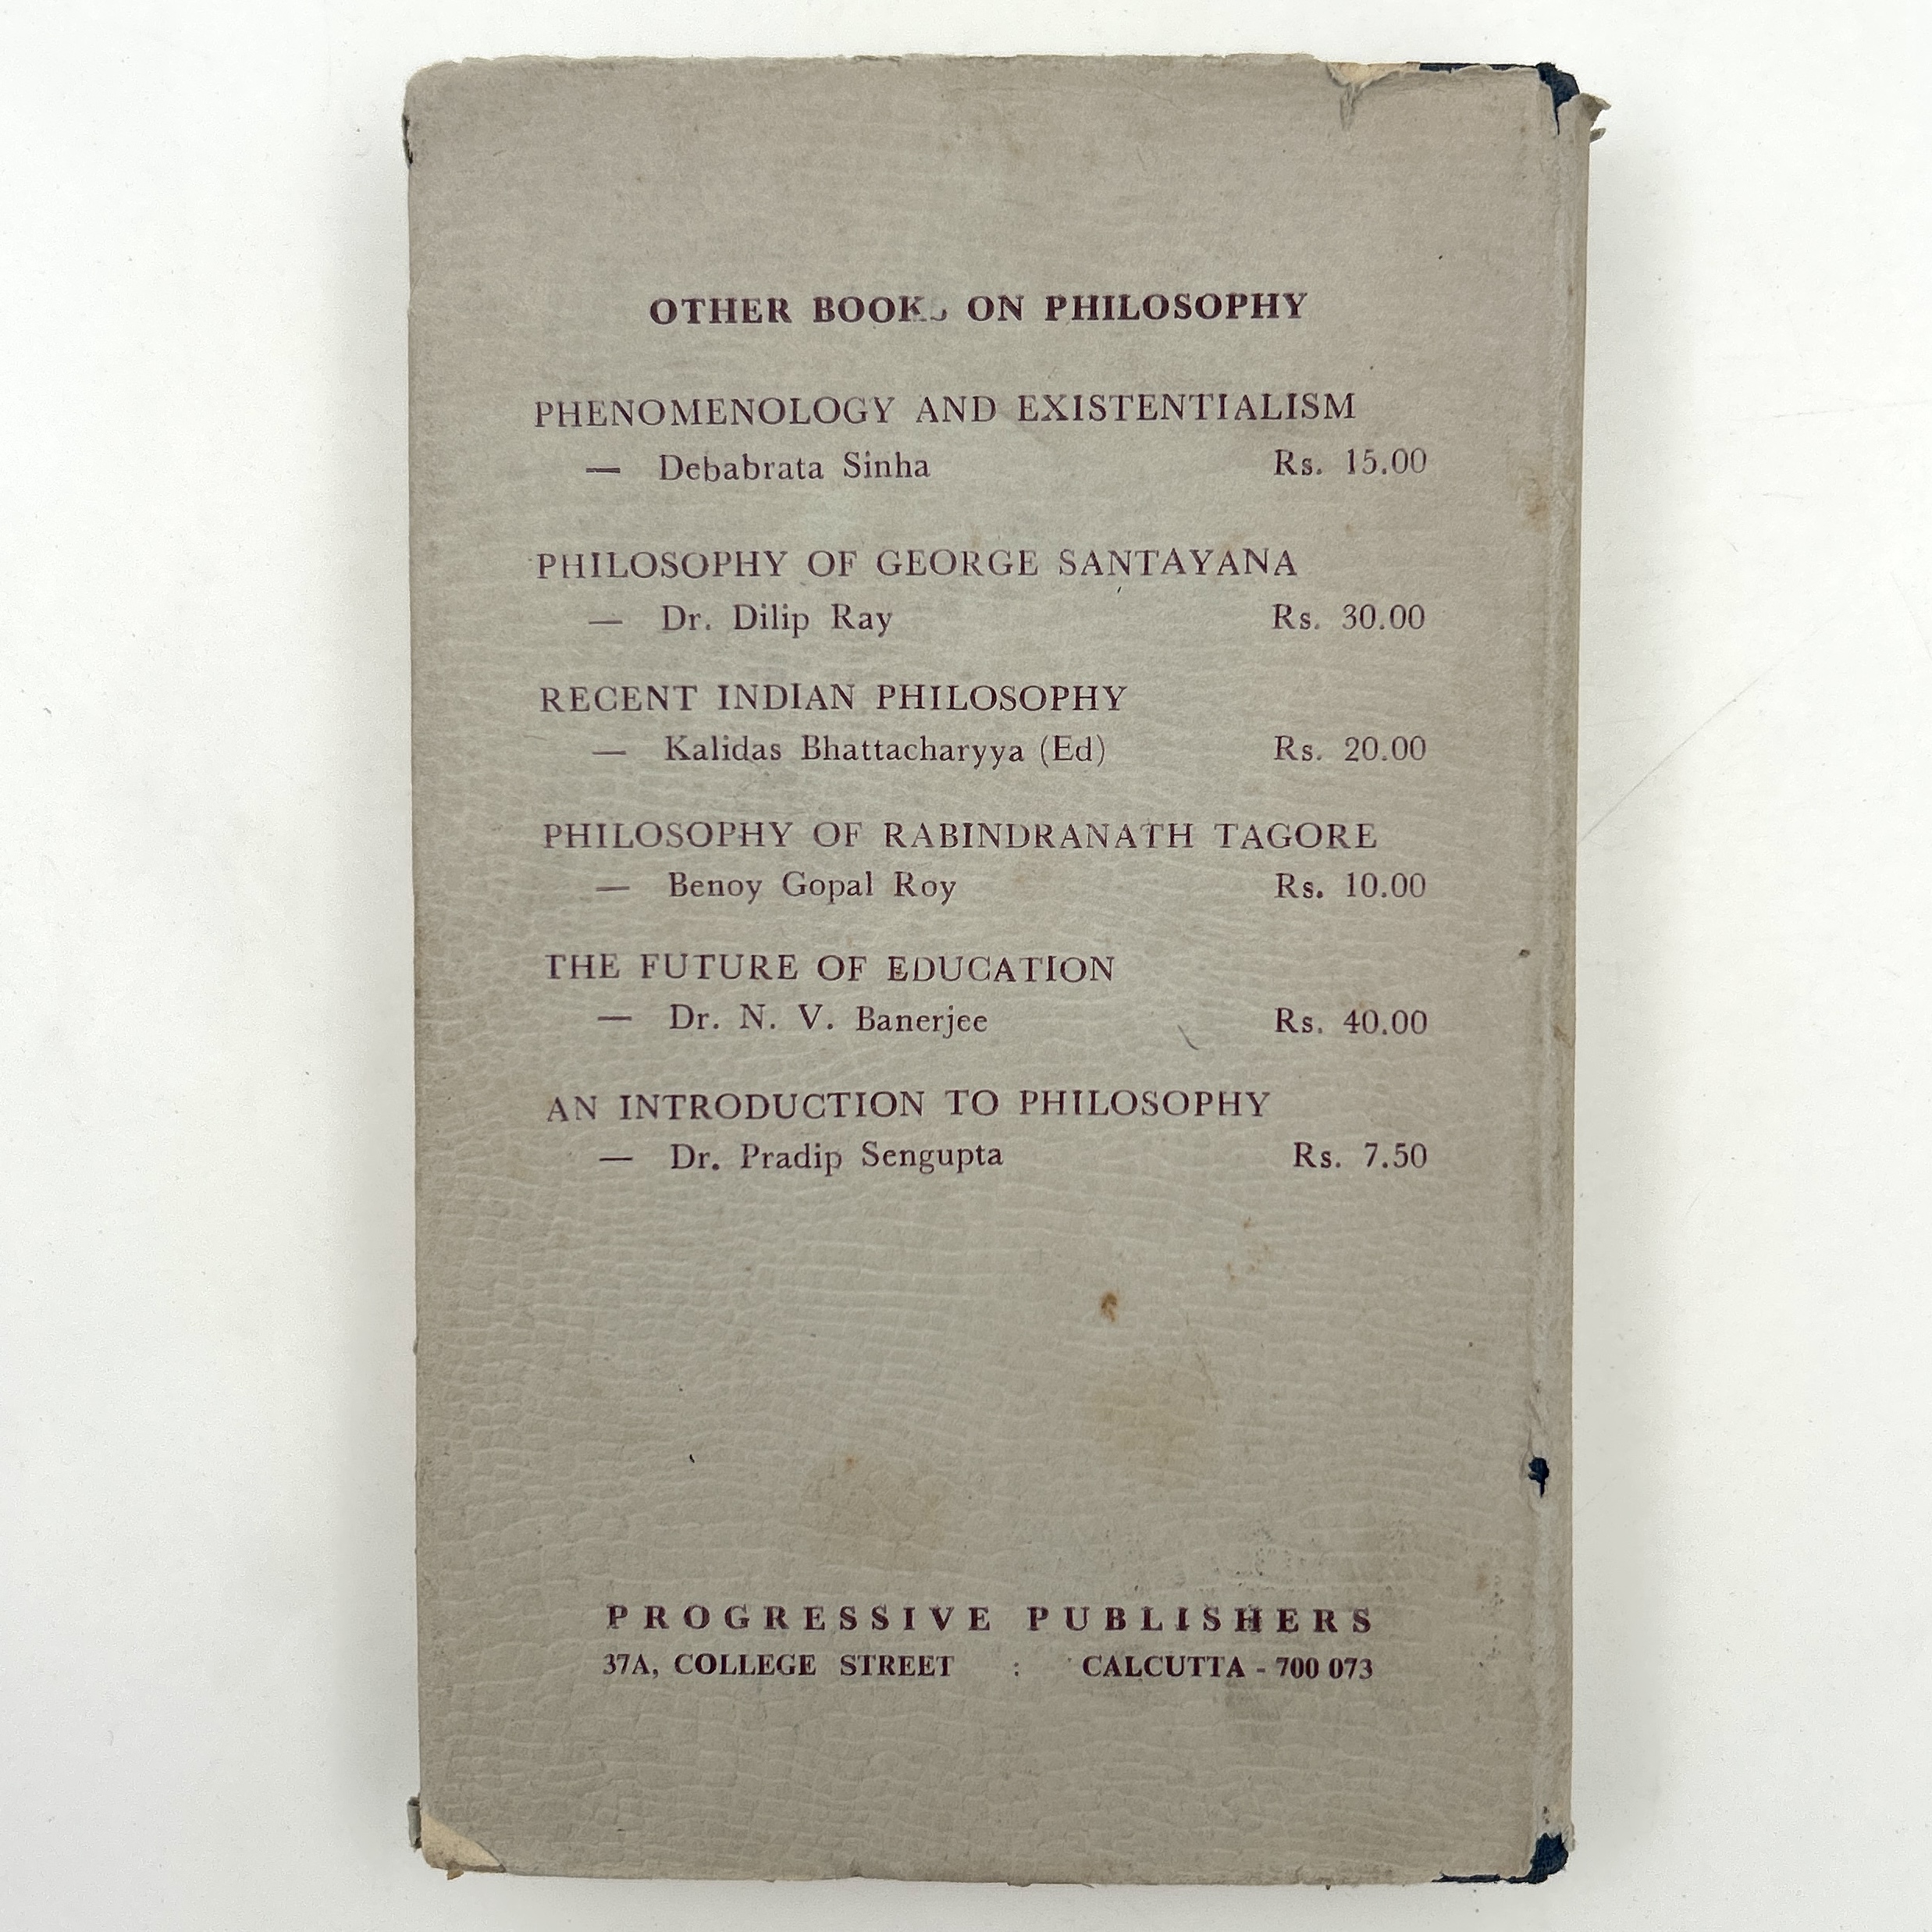 OTHER BOOKS ON PHILOSOPHY
PHENOMENOLOGY AND EXISTENTIALISM
— Debabrata Sinha Rs. 15.00
PHILOSOPHY OF GEORGE SANTAYANA
— Dr. Dilip Ray Rs. 30.00
RECENT INDIAN PHILOSOPHY
— Kalidas Bhattacharyya (Ed) Rs. 20.00
PHILOSOPHY OF RABINDRANATH TAGORE
— Benoy Gopal Roy Rs. 10.00
THE FUTURE OF EDUCATION
— Dr. N. V. Banerjee Rs. 40.00
AN INTRODUCTION TO PHILOSOPHY
— Dr. Pradip Sengupta Rs. 7.50
PROGRESSIVE PUBLISHERS
37A, COLLEGE STREET : CALCUTTA - 700 073